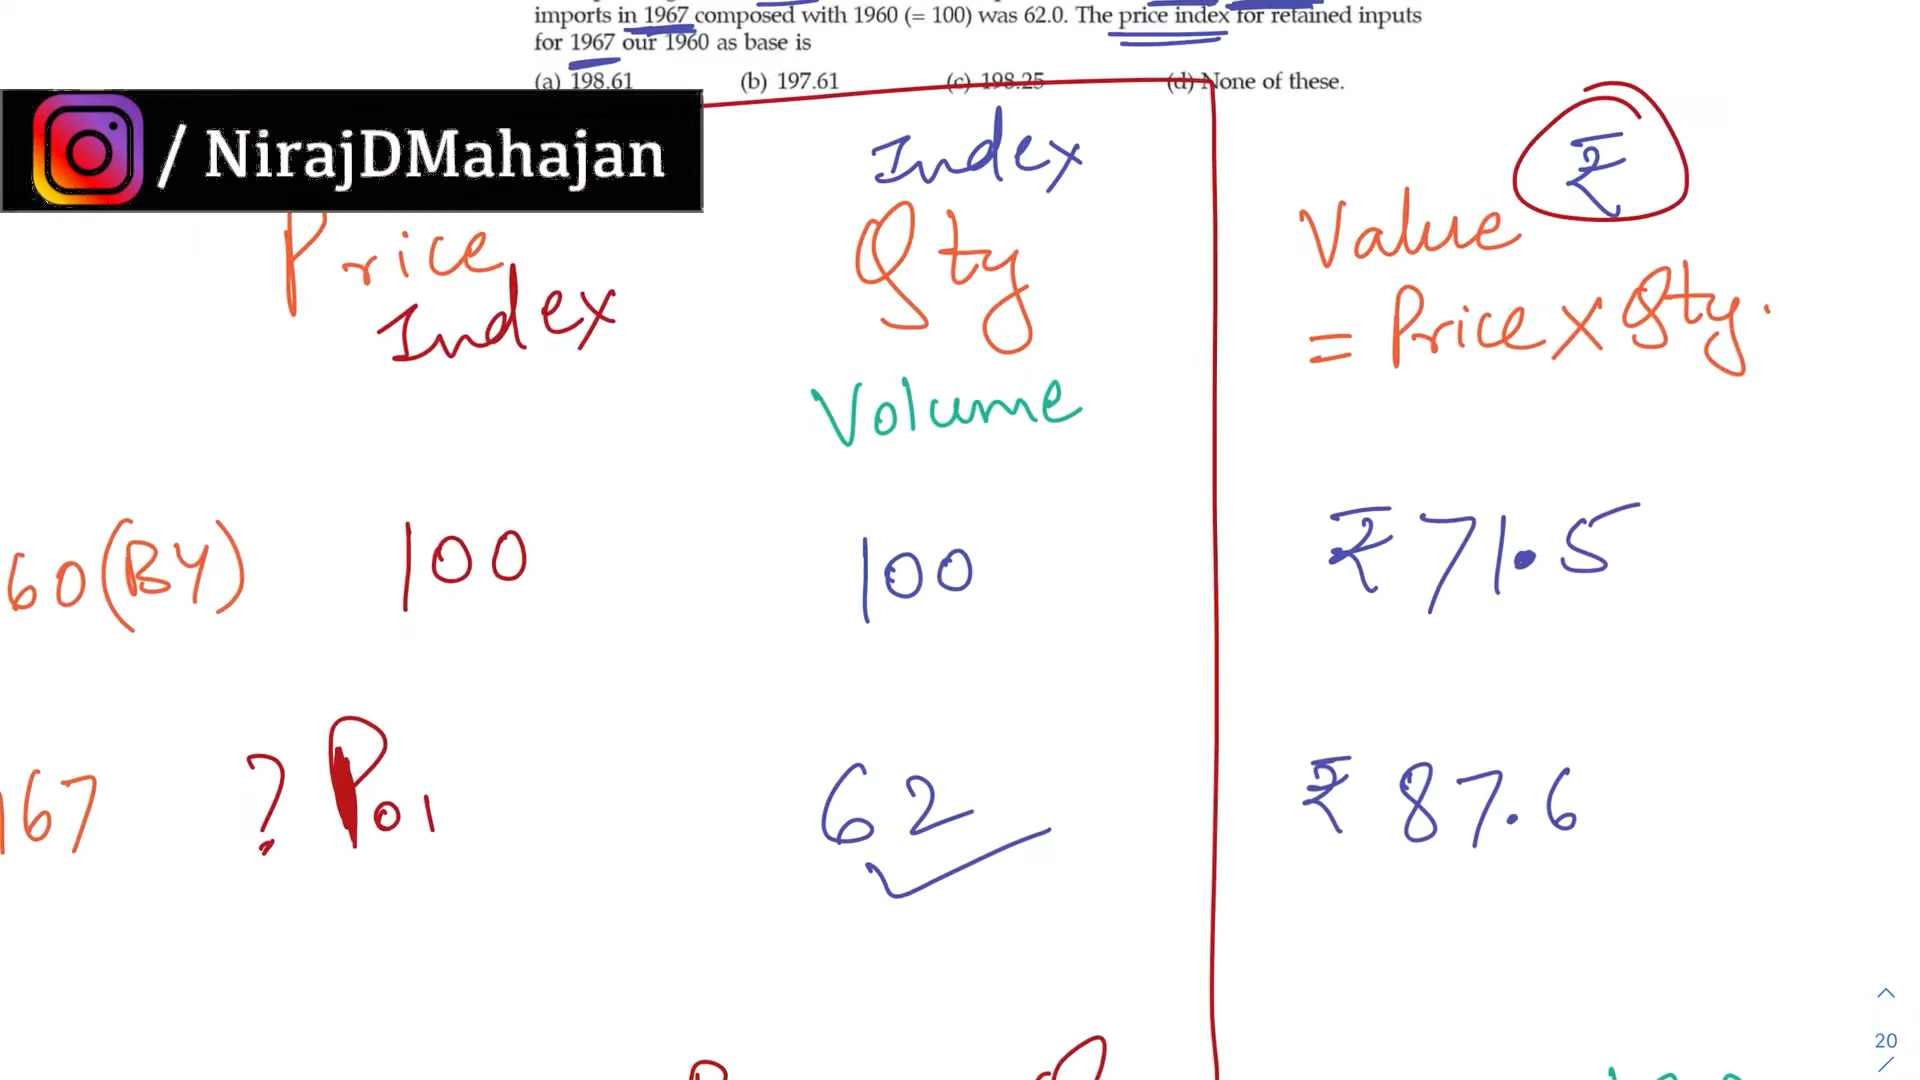 imports in 1967 composed with 1960 (= 100) was 62.0. The price index for retained inputs
for 1967 our 1960 as base is
(a) 198.61 (b) 197.61 (c) 198.25 (d) None of these.
/ NirajDMahajan
Index
₹
Price
Index
Qty
Value
= Price X Qty.
Volume
60 (BY) 100 100 ₹71.5
67 ? P01 62 ₹ 87.6
20